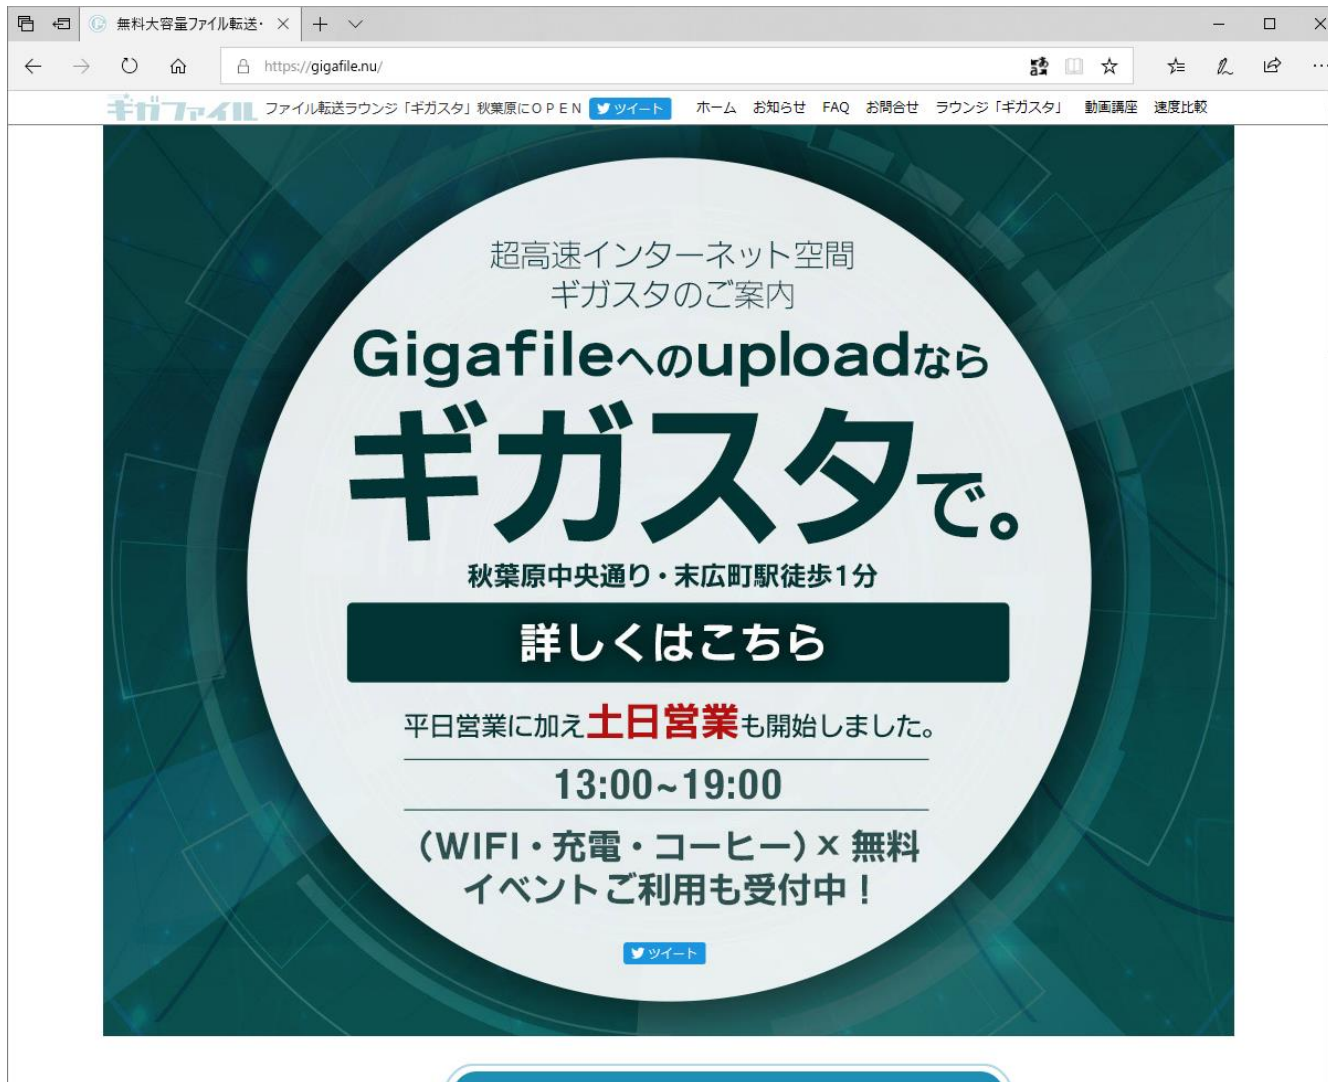 無料大容量ファイル転送・
https://gigafile.nu/
ギガファイル ファイル転送ラウンジ「ギガスタ」秋葉原にＯＰＥＮ ツイート ホーム お知らせ FAQ お問合せ ラウンジ「ギガスタ」 動画講座 速度比較
超高速インターネット空間
ギガスタのご案内
Gigafileへのuploadなら
ギガスタで。
秋葉原中央通り・末広町駅徒歩1分
詳しくはこちら
平日営業に加え土日営業も開始しました。
13:00~19:00
(WIFI・充電・コーヒー)×無料
イベントご利用も受付中！
ツイート